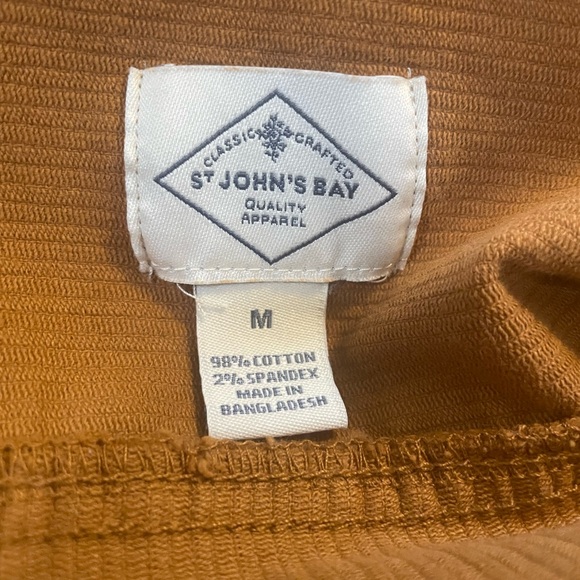 CLASSIC CRAFTED
ST JOHN'S BAY
QUALITY
APPAREL
M
98% COTTON
2% SPANDEX
MADE IN
BANGLADESH